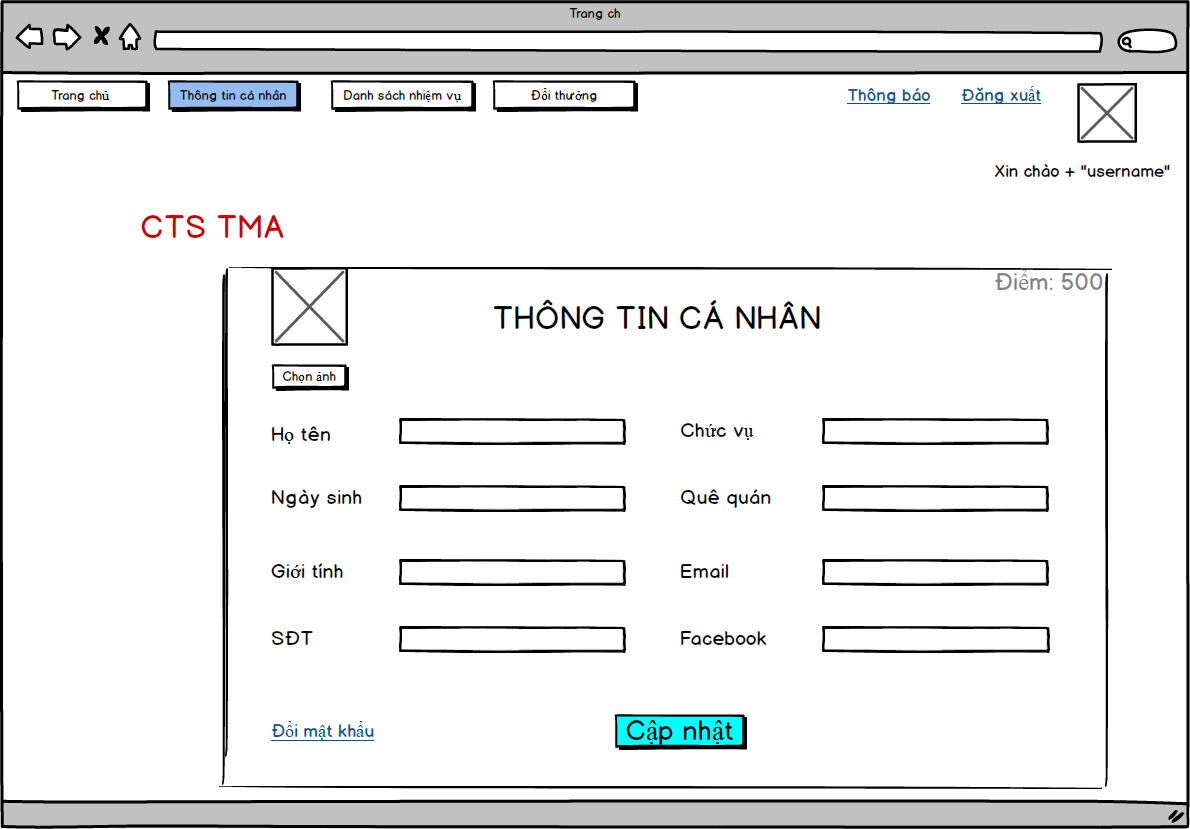 Trang ch
Trang chủ
Thông tin cá nhân
Danh sách nhiệm vụ
Đổi thưởng
Thông báo
Đăng xuất
Xin chào + "username"
CTS TMA
Điểm: 500
THÔNG TIN CÁ NHÂN
Chọn ảnh
Họ tên
Chức vụ
Ngày sinh
Quê quán
Giới tính
Email
SĐT
Facebook
Đổi mật khẩu
Cập nhật